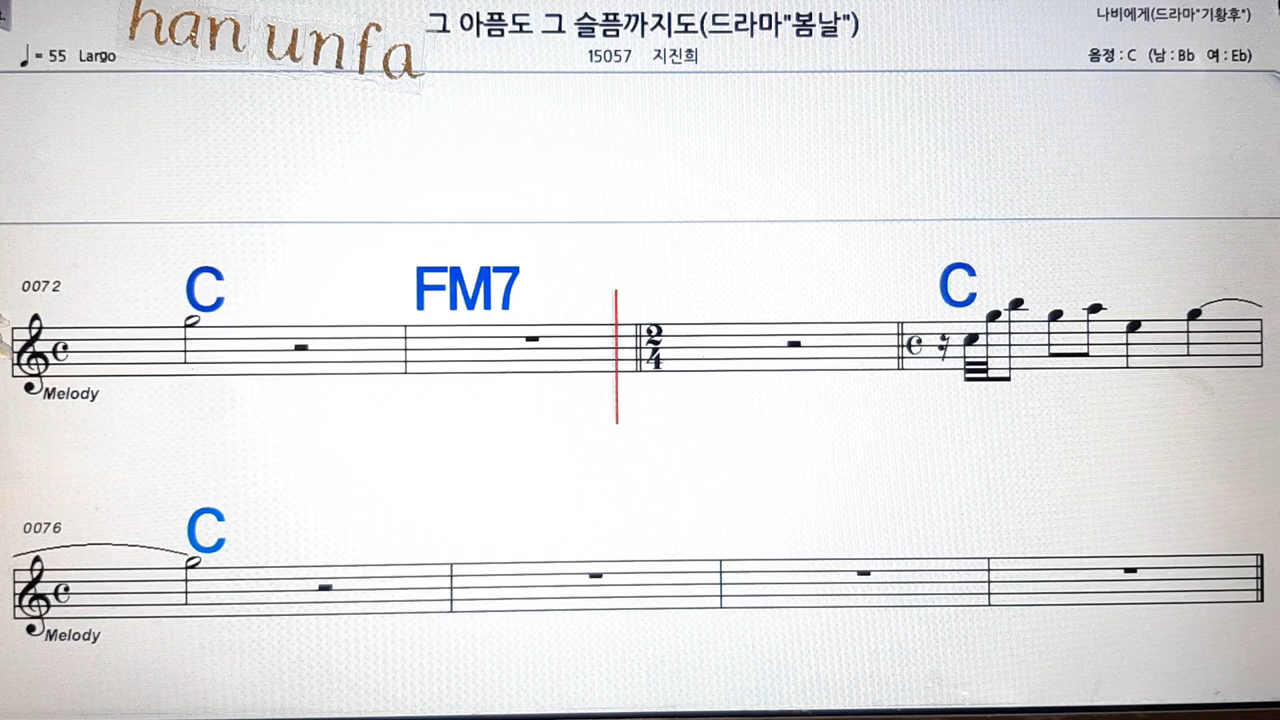 han unfa
그 아픔도 그 슬픔까지도(드라마"봄날")
나비에게(드라마"기황후")
♩= 55 Largo
15057 지진희
음정 : C (남 : Bb 여 : Eb)
0072
C FM7 C
2
4
Melody
0076
C
Melody